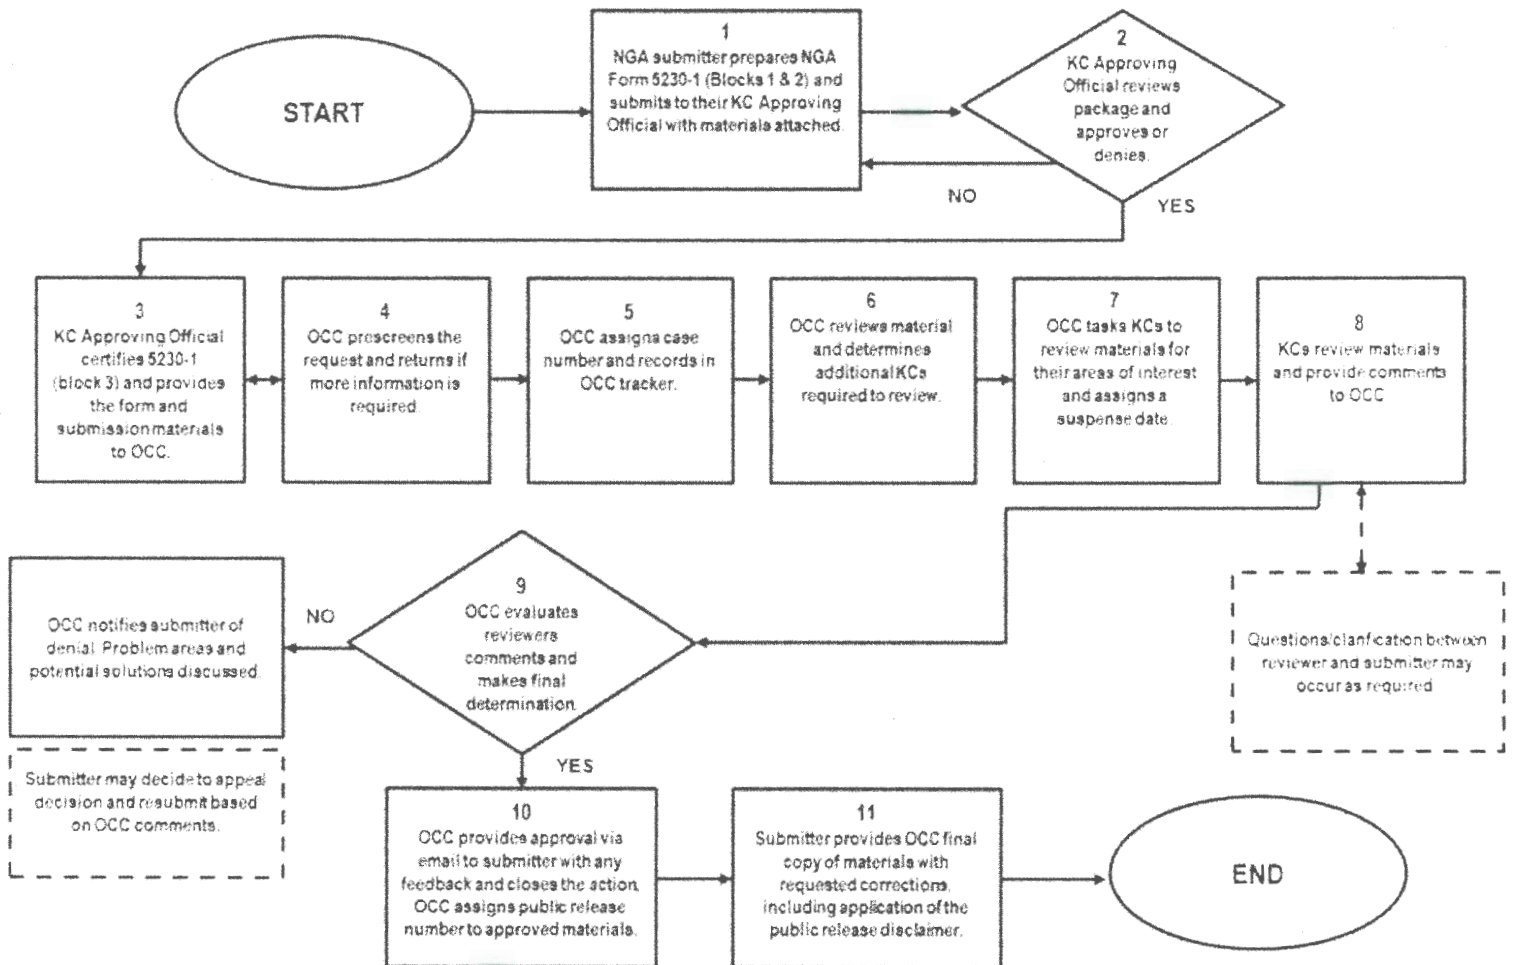 START
1
NGA submitter prepares NGA
Form 5230-1 (Blocks 1 & 2) and
submits to their KC Approving
Official with materials attached.
2
KC Approving
Official reviews
package and
approves or
denies.
NO
YES
3
KC Approving Official
certifies 5230-1
(block 3) and provides
the form and
submission materials
to OCC.
4
OCC prescreens the
request and returns if
more information is
required.
5
OCC assigns case
number and records in
OCC tracker.
6
OCC reviews material
and determines
additional KCs
required to review.
7
OCC tasks KCs to
review materials for
their areas of interest
and assigns a
suspense date.
8
KCs review materials
and provide comments
to OCC
Questions/clarification between
reviewer and submitter may
occur as required
9
OCC evaluates
reviewers
comments and
makes final
determination.
NO
OCC notifies submitter of
denial. Problem areas and
potential solutions discussed.
Submitter may decide to appeal
decision and resubmit based
on OCC comments.
YES
10
OCC provides approval via
email to submitter with any
feedback and closes the action.
OCC assigns public release
number to approved materials.
11
Submitter provides OCC final
copy of materials with
requested corrections,
including application of the
public release disclaimer.
END